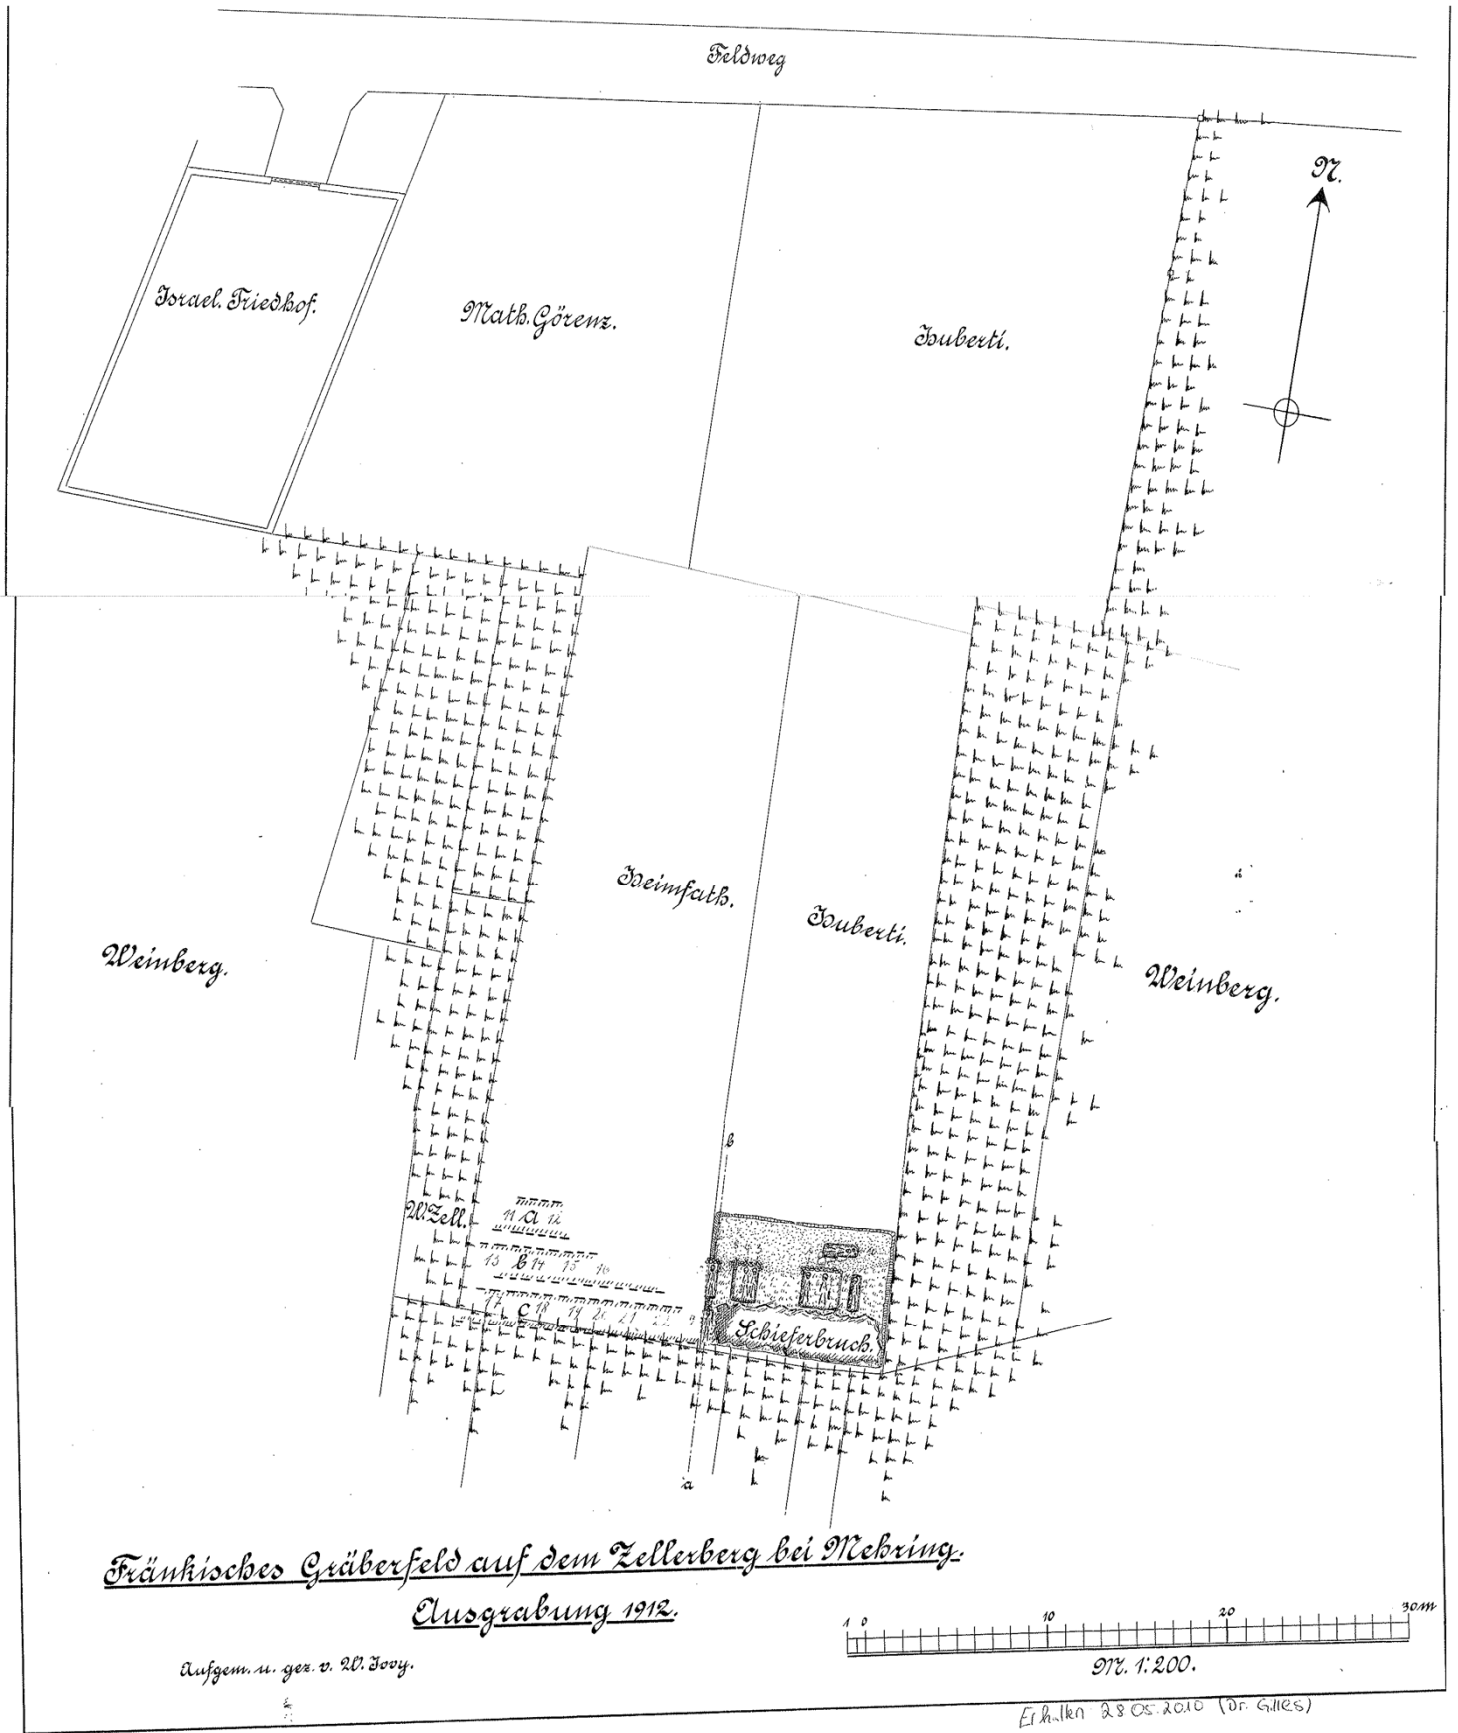 Feldweg
N.
Israel. Friedhof.
Math. Görenz.
Huberti.
Heimfath.
Huberti.
Weinberg.
Weinberg.
b
W. Zell.
11 a 12
13 b 14 15 16
17 c 18 19 20 21 22
Schieferbruch.
a
Fränkisches Gräberfeld auf dem Zellerberg bei Mehring.
Ausgrabung 1912.
1 0 10 20 30 m
M. 1:200.
Aufgem. u. gez. v. W. Jovy.
Erhalten 28.05.2010 (Dr. Gilles)